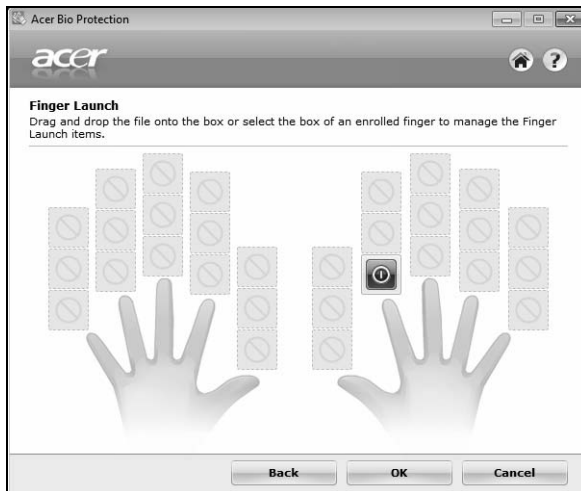 Acer Bio Protection
acer
?
Finger Launch
Drag and drop the file onto the box or select the box of an enrolled finger to manage the Finger
Launch items.
Back OK Cancel